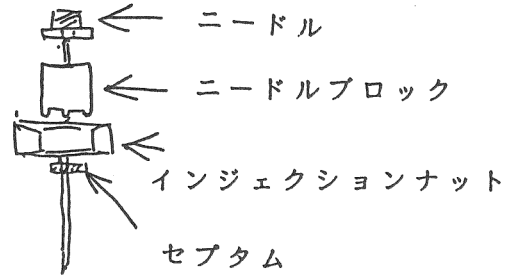 ニードル
ニードルブロック
インジェクションナット
セプタム